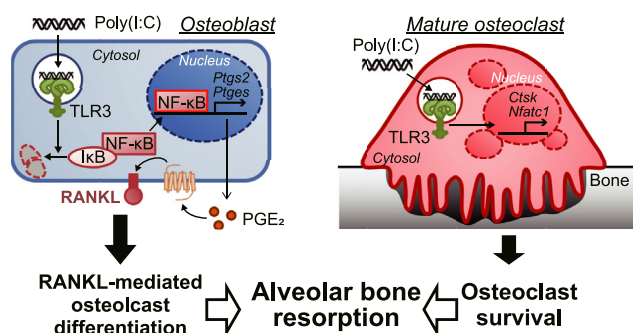 Poly(I:C)
Osteoblast
Cytosol
Nucleus
Ptgs2
Ptges
NF-κB
TLR3
NF-κB
IκB
RANKL
PGE₂
RANKL-mediated
osteolcast
differentiation
Mature osteoclast
Poly(I:C)
Nucleus
Ctsk
Nfatc1
TLR3
Cytosol
Bone
Alveolar bone
resorption
Osteoclast
survival